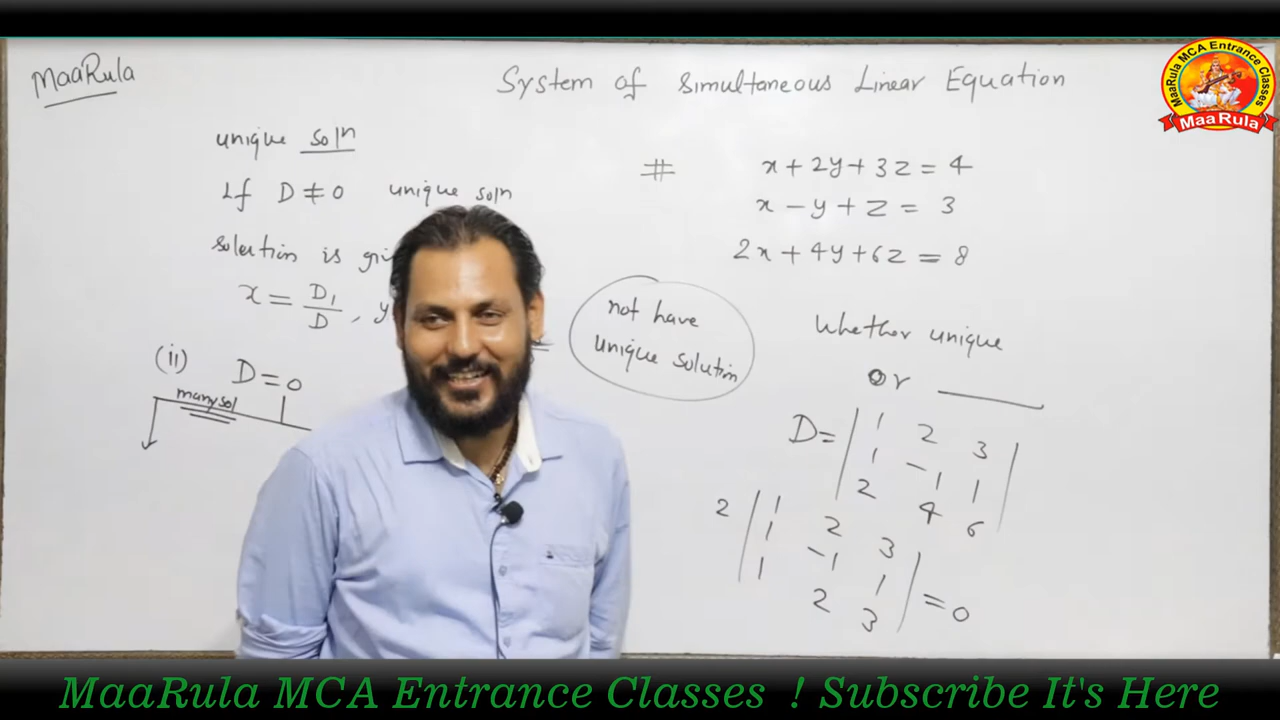 MaaRula
System of Simultaneous Linear Equation
MaaRula MCA Entrance Classes
MaaRula
unique soln
If D ≠ 0 unique soln
solution is gi
x = D₁/D , y
(ii) D = 0
many sol
# x + 2y + 3z = 4
x - y + z = 3
2x + 4y + 6z = 8
not have
unique solution
Whether unique
Or
D = | 1 2 3 |
1 -1 1
2 4 6
2 | 1 2 3 |
1 -1 1
1 2 3 = 0
MaaRula MCA Entrance Classes ! Subscribe It's Here